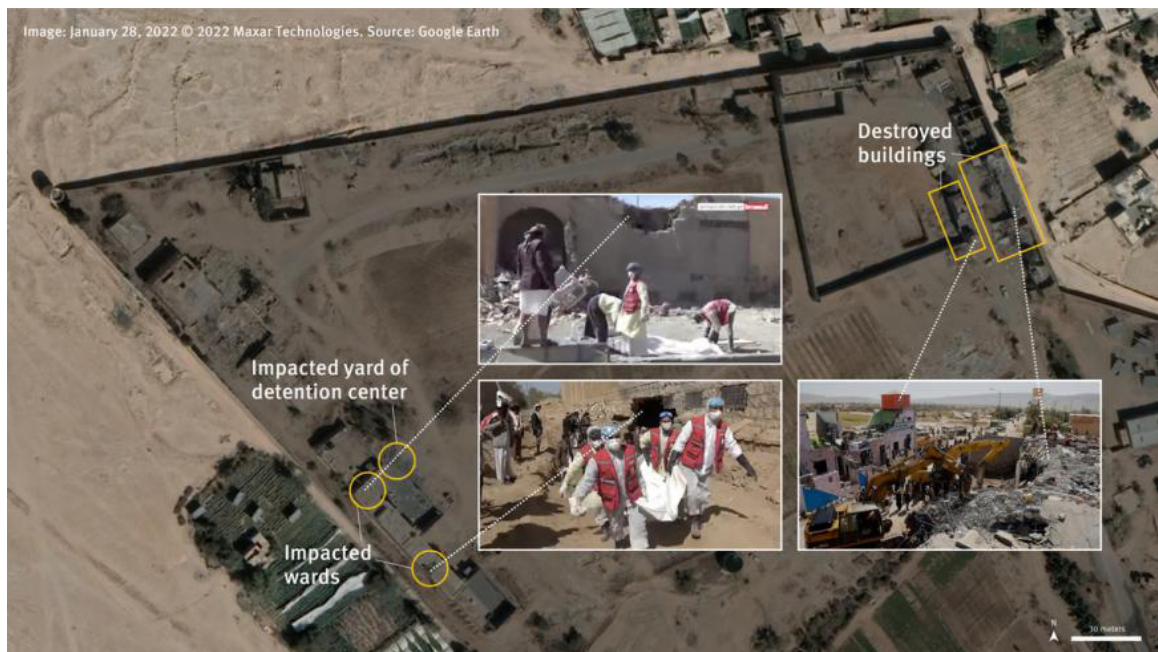 Image: January 28, 2022 © 2022 Maxar Technologies. Source: Google Earth
Destroyed
buildings
Impacted yard of
detention center
Impacted
wards
N
30 meters